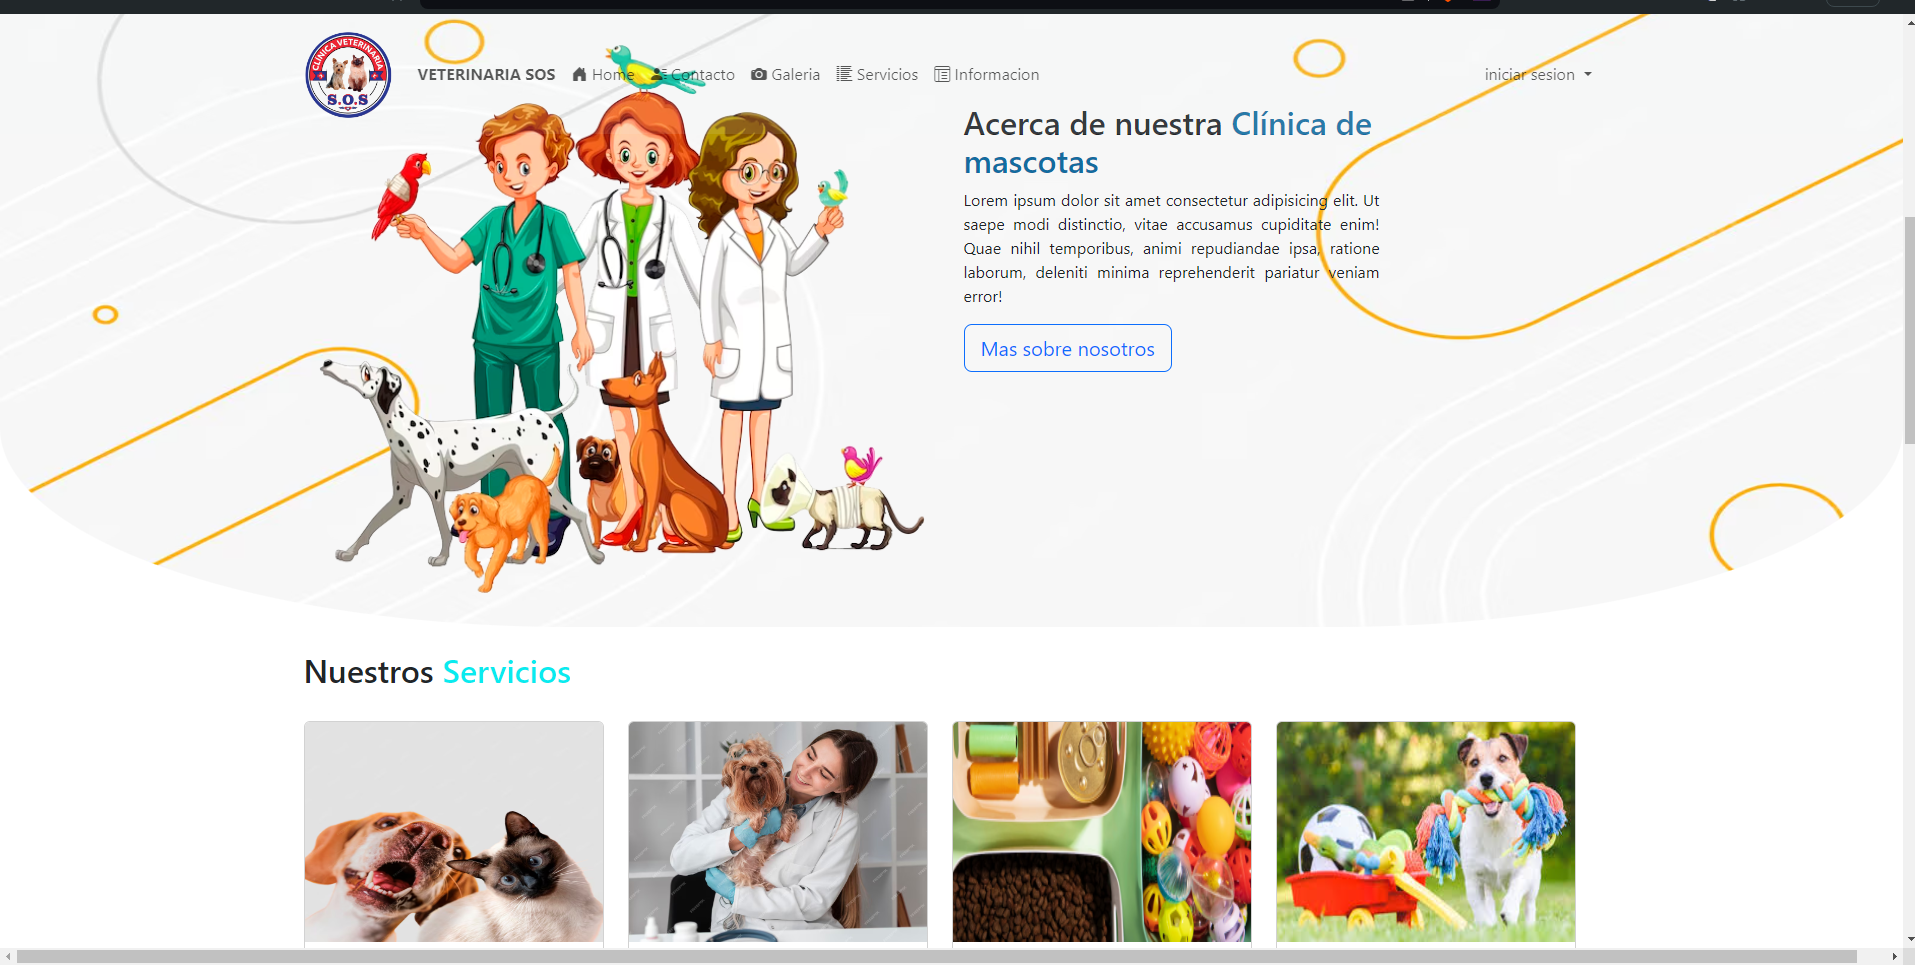 CLINICA VETERINARIA
S.O.S
VETERINARIA SOS Home Contacto Galeria Servicios Informacion iniciar sesion
Acerca de nuestra Clínica de
mascotas
Lorem ipsum dolor sit amet consectetur adipisicing elit. Ut
saepe modi distinctio, vitae accusamus cupiditate enim!
Quae nihil temporibus, animi repudiandae ipsa, ratione
laborum, deleniti minima reprehenderit pariatur veniam
error!
Mas sobre nosotros
Nuestros Servicios